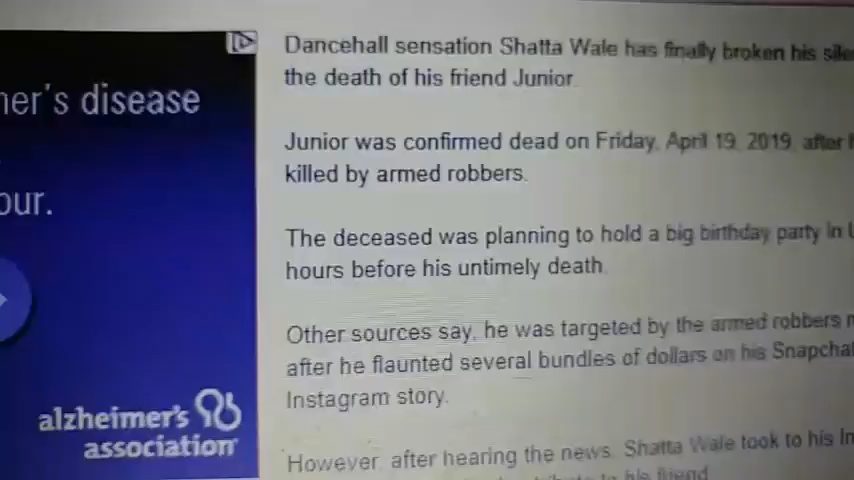 her's disease
our.
alzheimer's
association
Dancehall sensation Shatta Wale has finally broken his
the death of his friend Junior.
Junior was confirmed dead on Friday, April 19, 2019, after
killed by armed robbers.
The deceased was planning to hold a big birthday party in
hours before his untimely death.
Other sources say, he was targeted by the armed robbers
after he flaunted several bundles of dollars on his
Instagram story.
However, after hearing the news, Shatta Wale took to his
to his friend